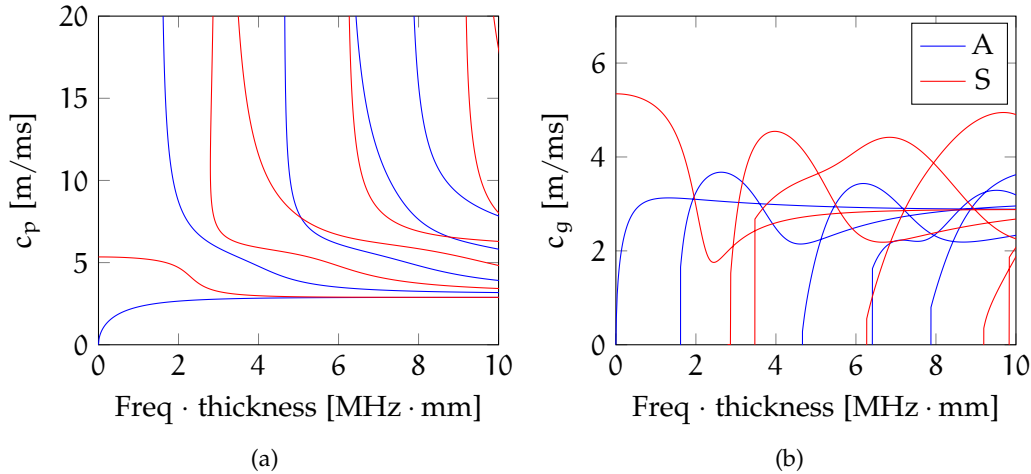 20
15
10
5
0
c_p [m/ms]
0 2 4 6 8 10
Freq · thickness [MHz · mm]
(a)
6
4
2
0
c_g [m/ms]
A
S
0 2 4 6 8 10
Freq · thickness [MHz · mm]
(b)